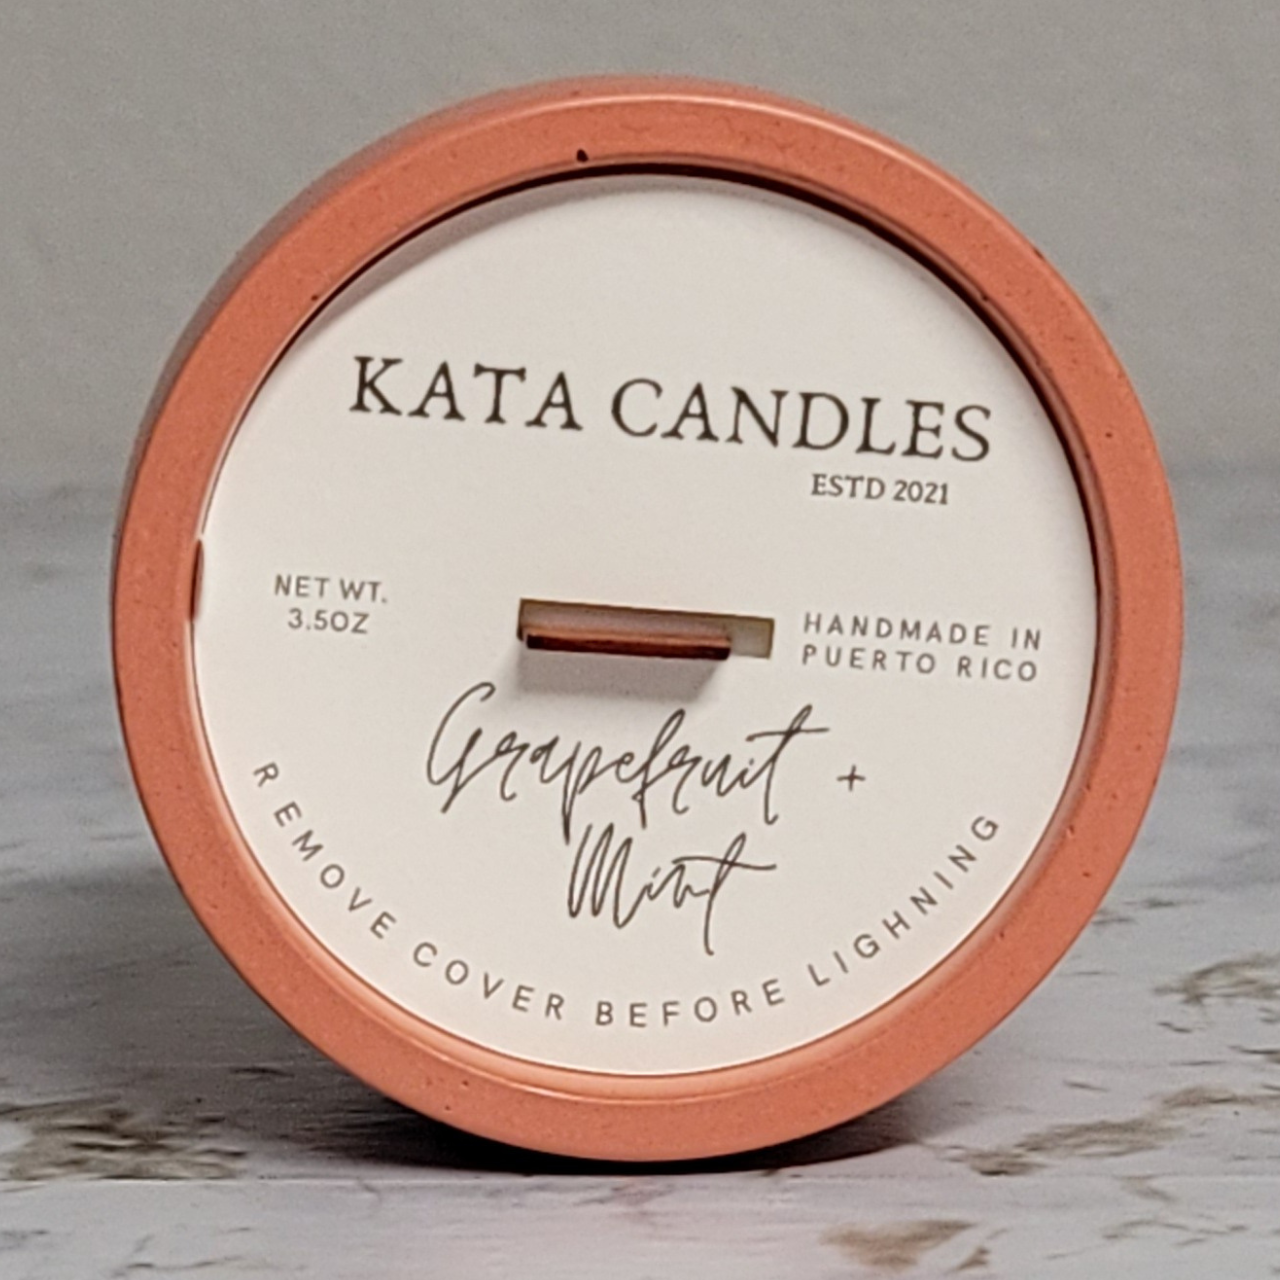 KATA CANDLES
ESTD 2021
NET WT.
3.5OZ
HANDMADE IN
PUERTO RICO
Grapefruit +
Mint
REMOVE COVER BEFORE LIGHNING